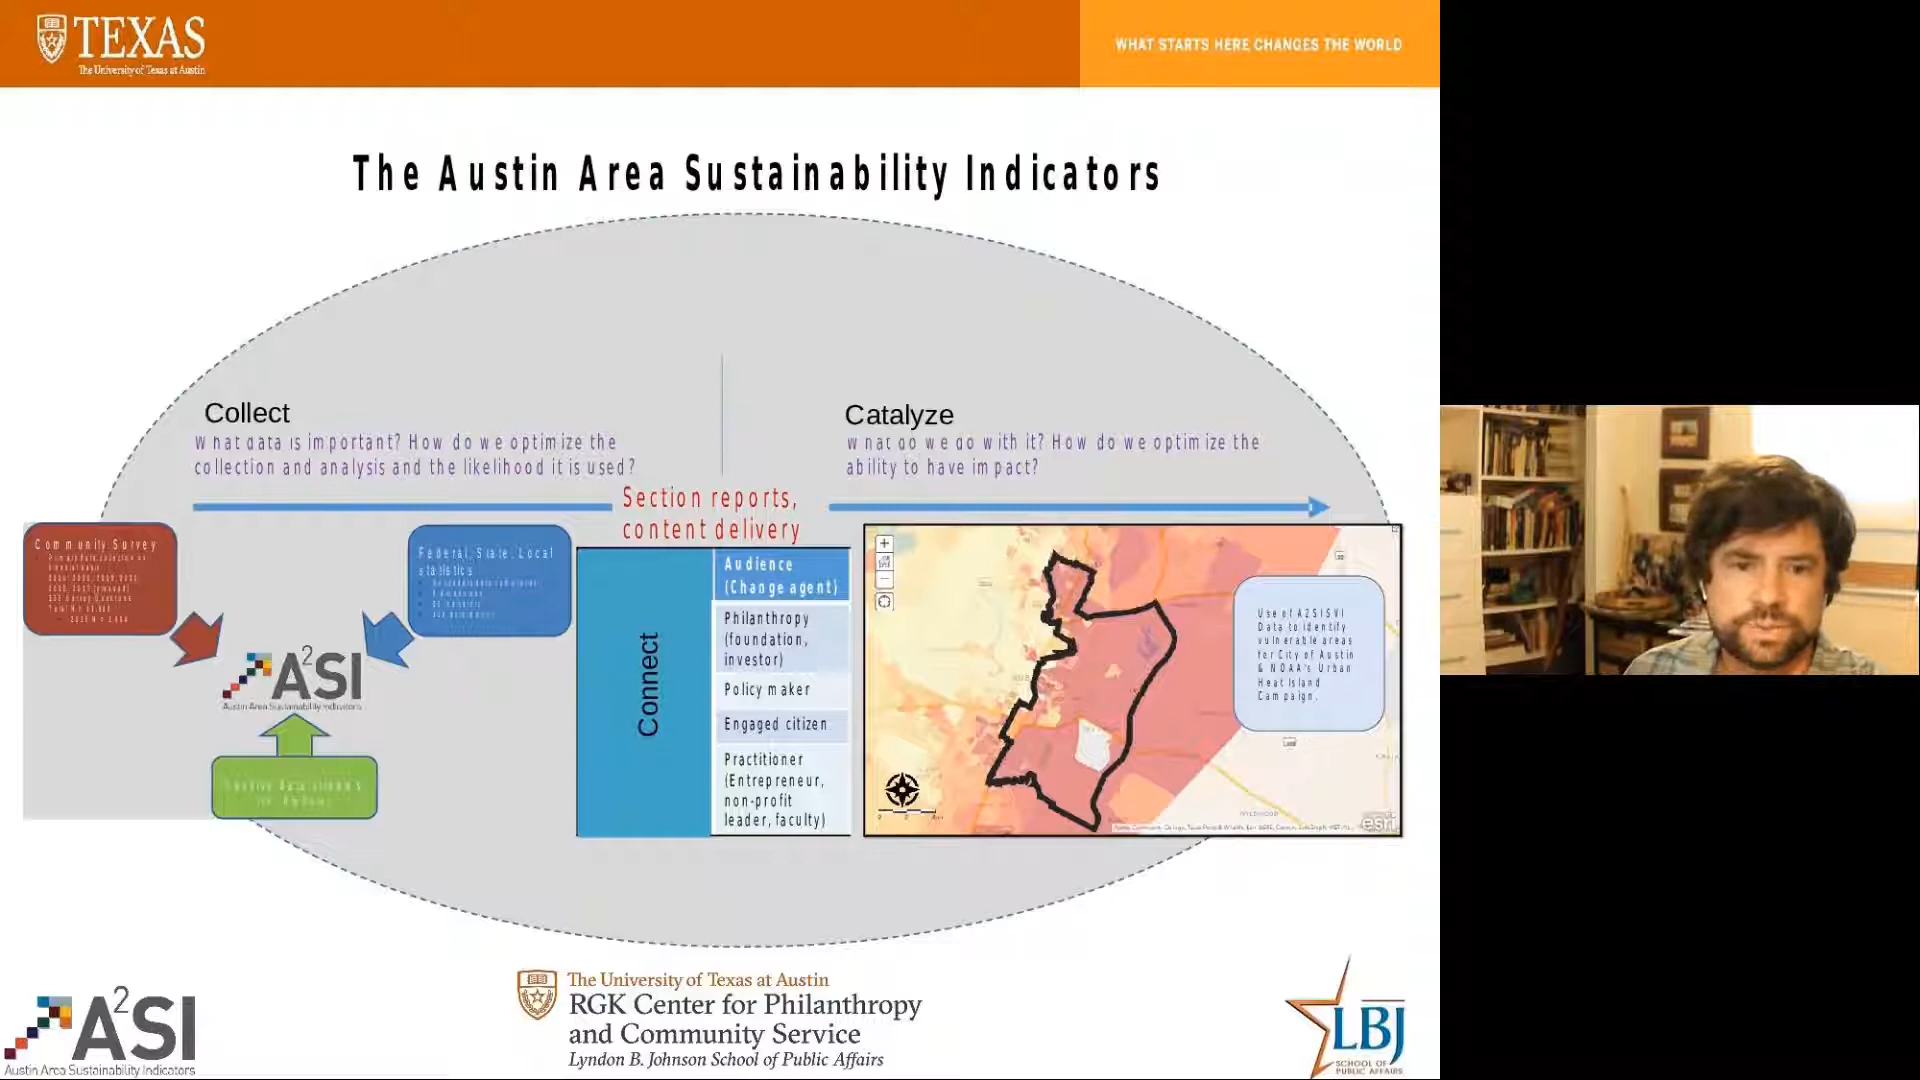 TEXAS
The University of Texas at Austin
WHAT STARTS HERE CHANGES THE WORLD
The Austin Area Sustainability Indicators
Collect
What data is important? How do we optimize the
collection and analysis and the likelihood it is used?
Catalyze
What do we do with it? How do we optimize the
ability to have impact?
Section reports,
content delivery
Community Survey
Federal, State, Local
statistics
A2SI
Austin Area Sustainability Indicators
Connect
Audience
(Change agent)
Philanthropy
(foundation,
investor)
Policy maker
Engaged citizen
Practitioner
(Entrepreneur,
non-profit
leader, faculty)
Use of A2SI SVI
Data to identify
vulnerable areas
for City of Austin
& NOAA's Urban
Heat Island
Campaign.
esri
A2SI
Austin Area Sustainability Indicators
The University of Texas at Austin
RGK Center for Philanthropy
and Community Service
Lyndon B. Johnson School of Public Affairs
LBJ
SCHOOL OF
PUBLIC AFFAIRS